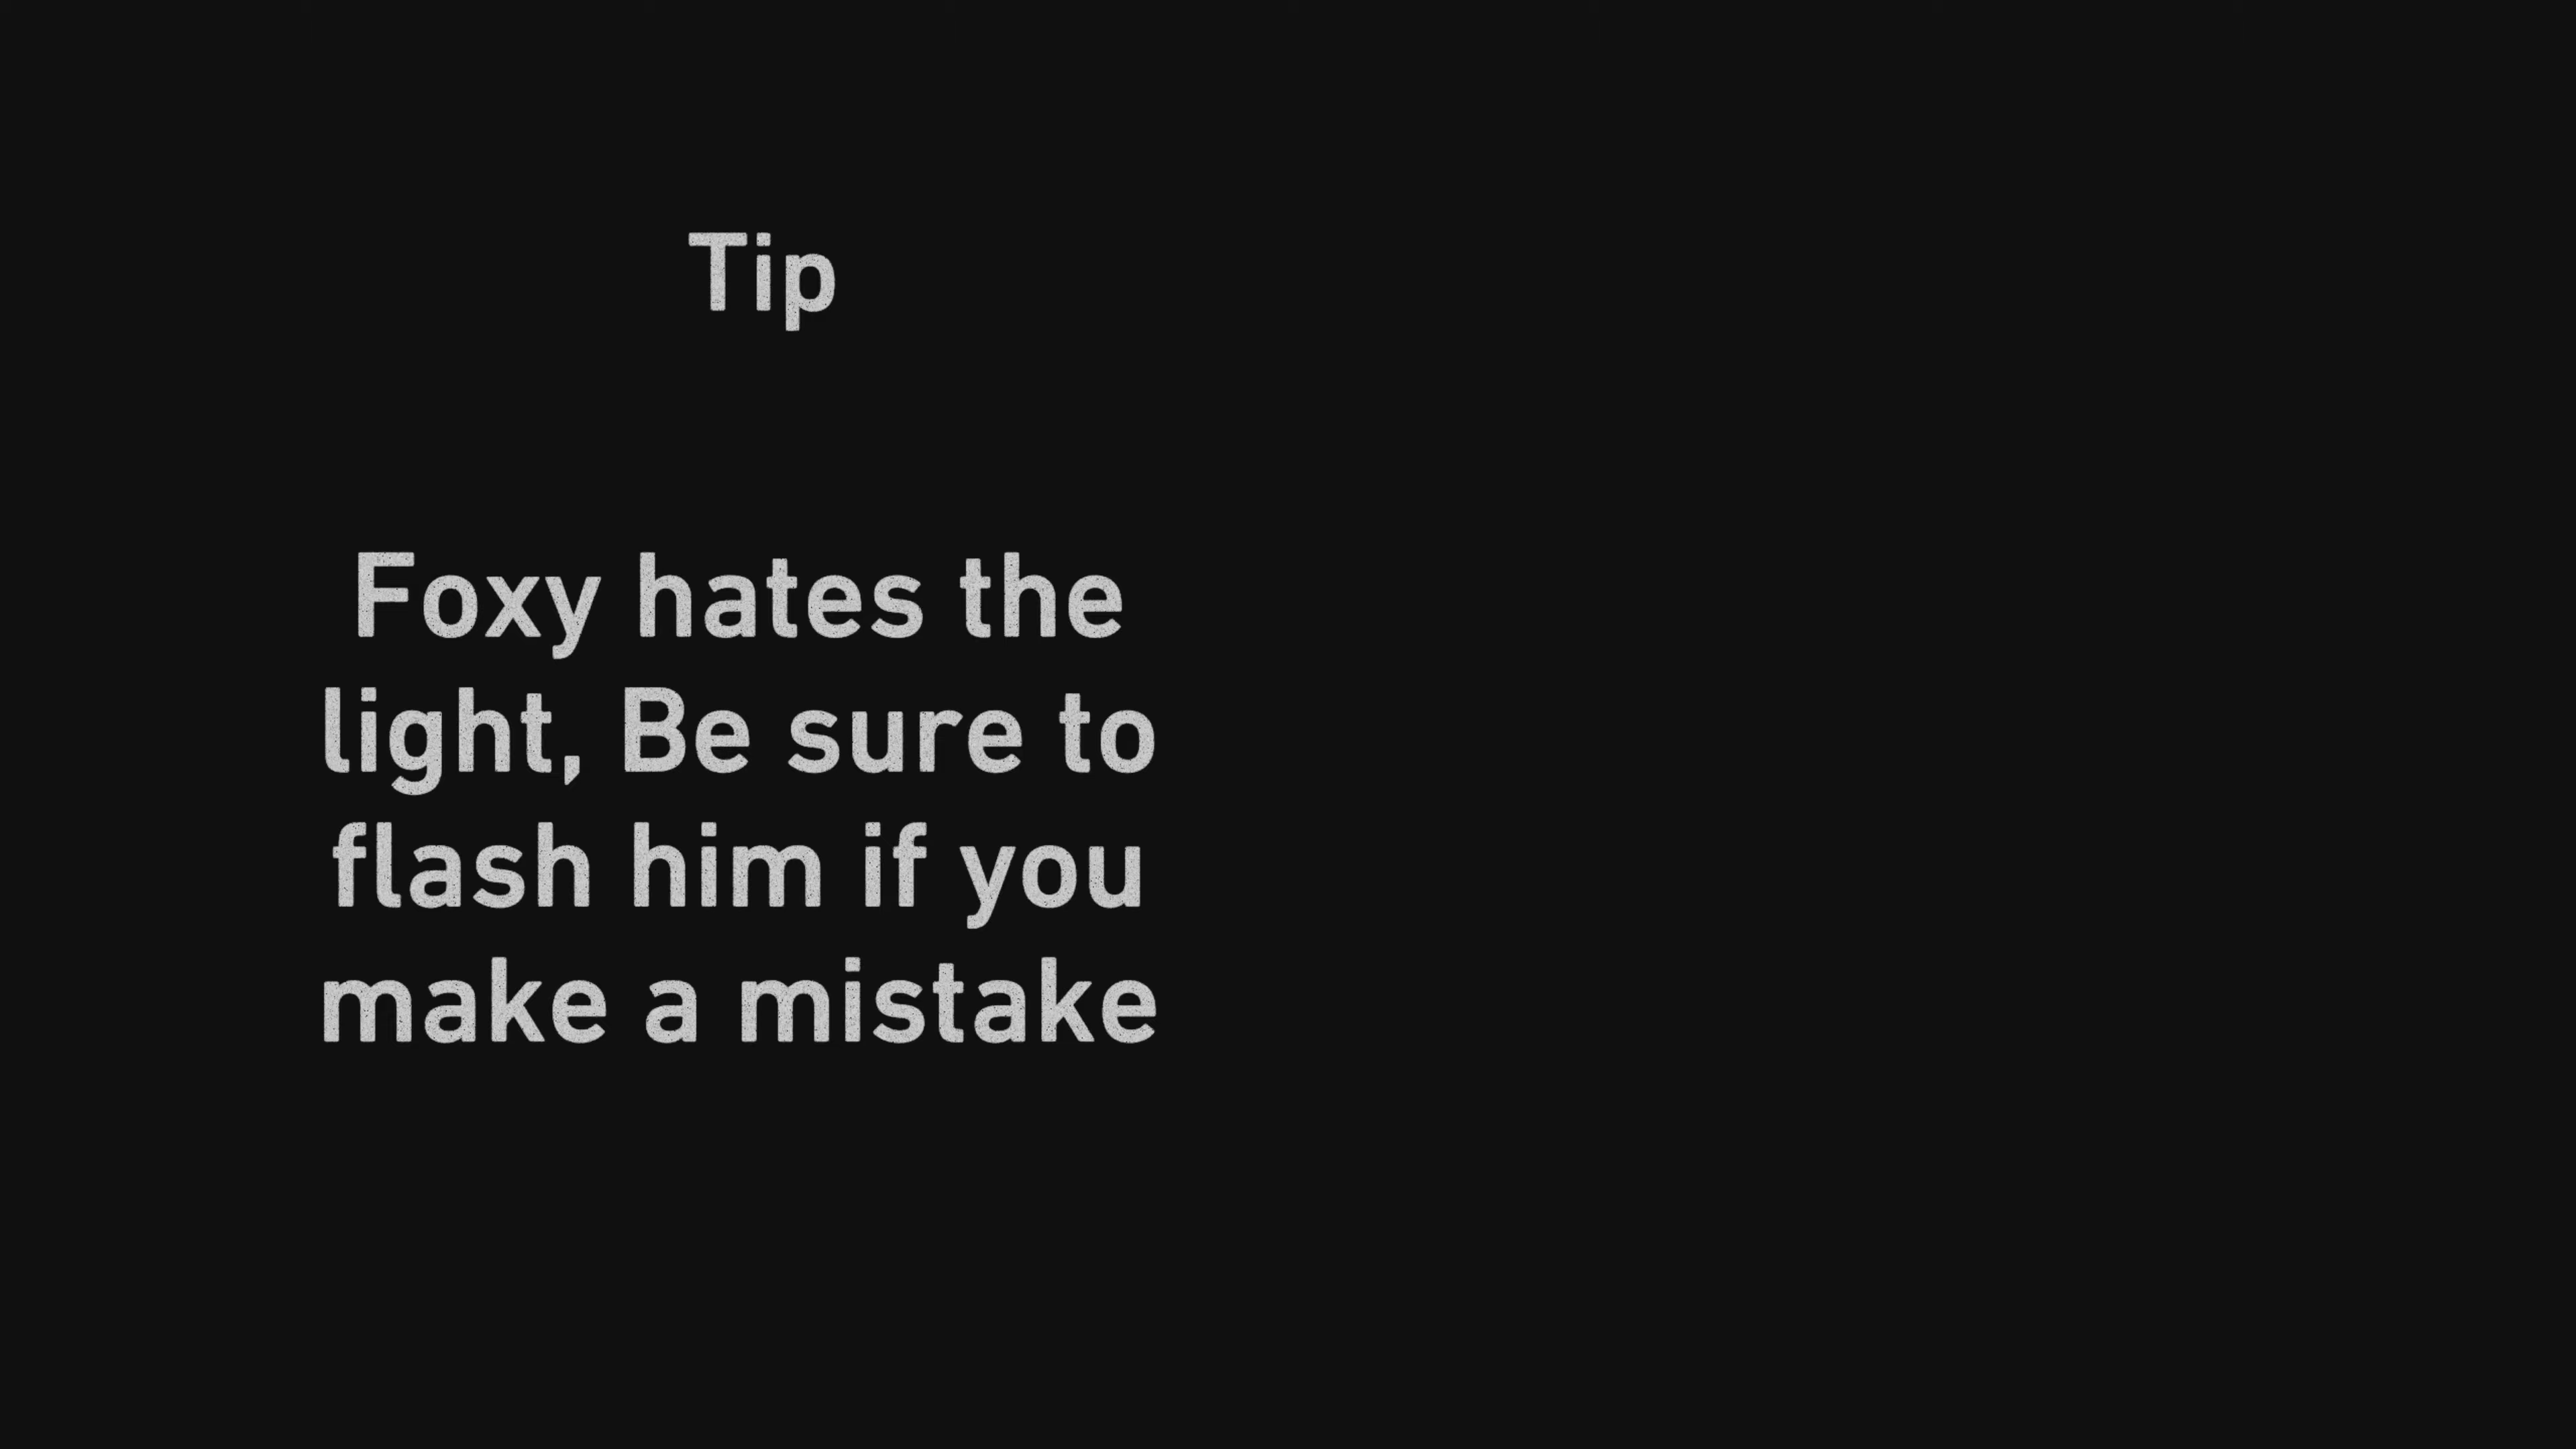 Tip
Foxy hates the
light, Be sure to
flash him if you
make a mistake